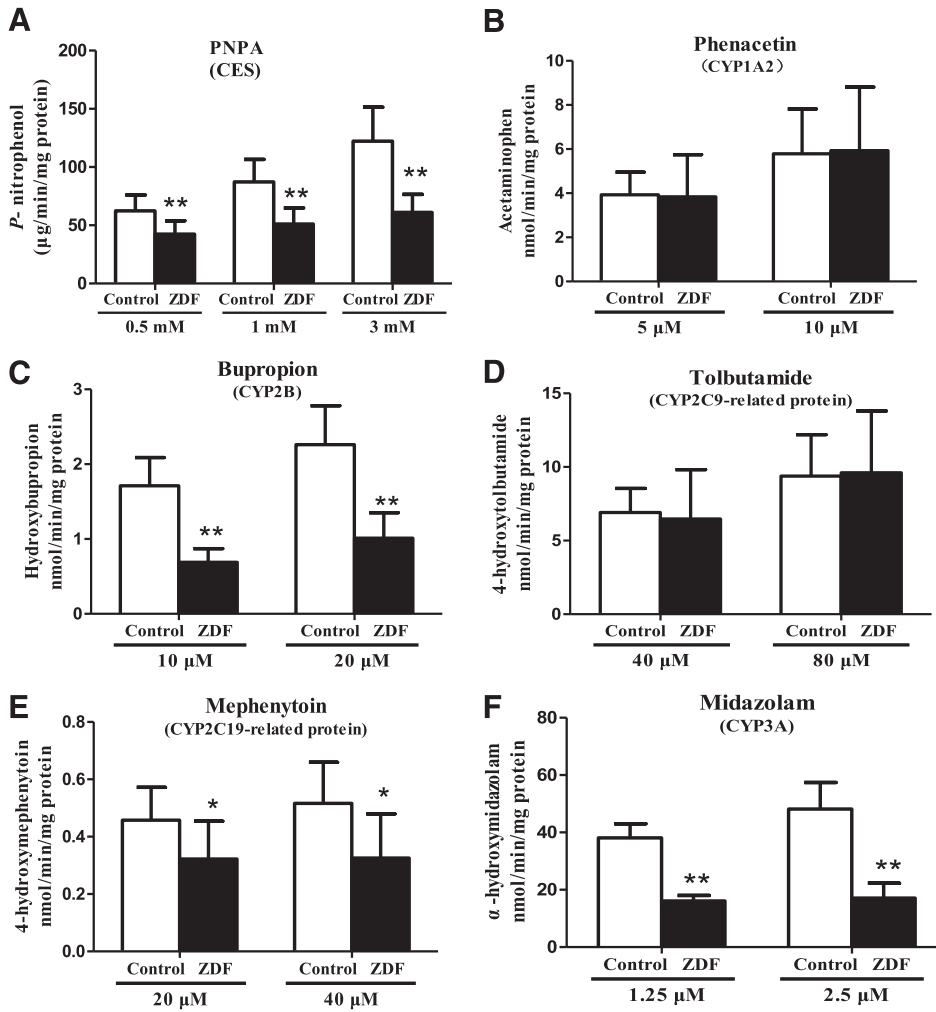 A
PNPA
(CES)
P- nitrophenol
(μg/min/mg protein)
200
150
100
50
0
**
**
**
Control ZDF
Control ZDF
Control ZDF
0.5 mM
1 mM
3 mM
B
Phenacetin
(CYP1A2)
Acetaminophen
nmol/min/mg protein
10
8
6
4
2
0
Control ZDF
Control ZDF
5 μM
10 μM
C
Bupropion
(CYP2B)
Hydroxybupropion
nmol/min/mg protein
3
2
1
0
**
**
Control ZDF
Control ZDF
10 μM
20 μM
D
Tolbutamide
(CYP2C9-related protein)
4-hydroxytolbutamide
nmol/min/mg protein
15
10
5
0
Control ZDF
Control ZDF
40 μM
80 μM
E
Mephenytoin
(CYP2C19-related protein)
4-hydroxymephenytoin
nmol/min/mg protein
0.8
0.6
0.4
0.2
0.0
*
*
Control ZDF
Control ZDF
20 μM
40 μM
F
Midazolam
(CYP3A)
α -hydroxymidazolam
nmol/min/mg protein
80
60
40
20
0
**
**
Control ZDF
Control ZDF
1.25 μM
2.5 μM